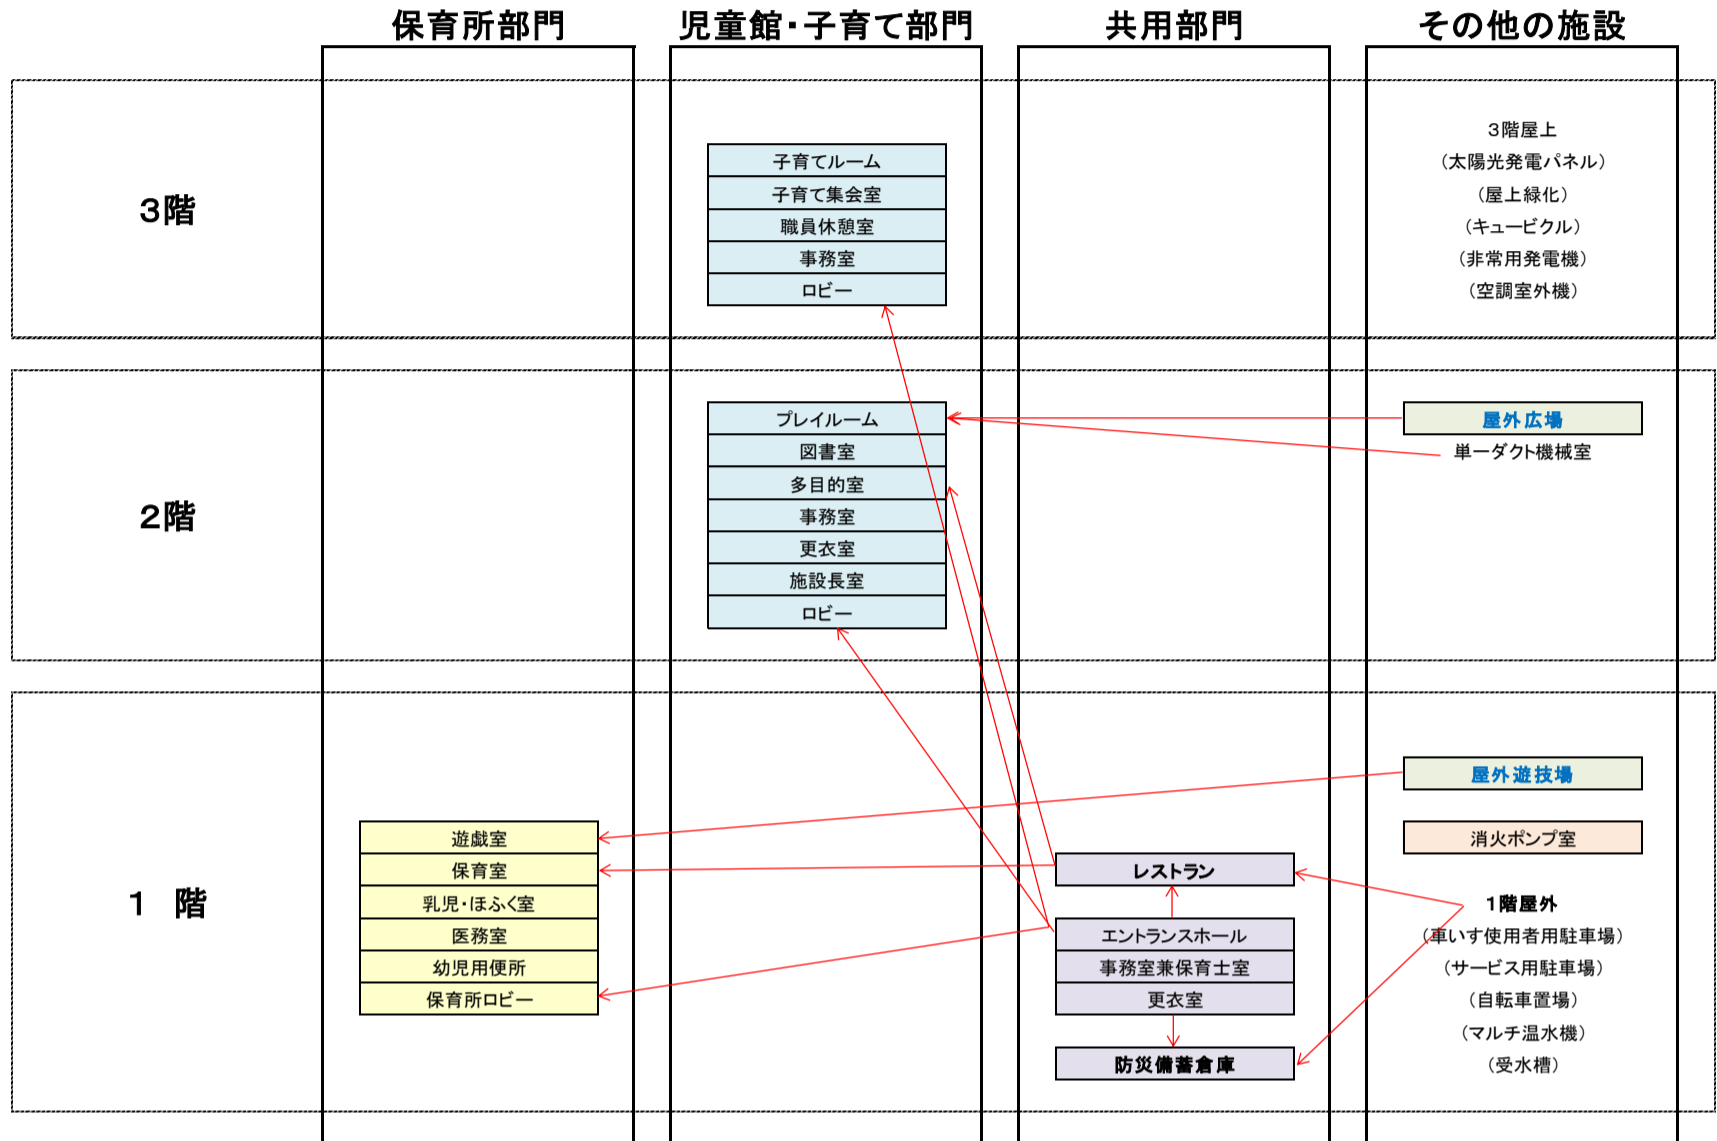 保育所部門
児童館・子育て部門
共用部門
その他の施設
3階
子育てルーム
子育て集会室
職員休憩室
事務室
ロビー
3階屋上
（太陽光発電パネル）
（屋上緑化）
（キュービクル）
（非常用発電機）
（空調室外機）
2階
プレイルーム
図書室
多目的室
事務室
更衣室
施設長室
ロビー
屋外広場
単一ダクト機械室
1 階
遊戯室
保育室
乳児・ほふく室
医務室
幼児用便所
保育所ロビー
レストラン
エントランスホール
事務室兼保育士室
更衣室
防災備蓄倉庫
屋外遊技場
消火ポンプ室
1階屋外
（車いす使用者用駐車場）
（サービス用駐車場）
（自転車置場）
（マルチ温水機）
（受水槽）